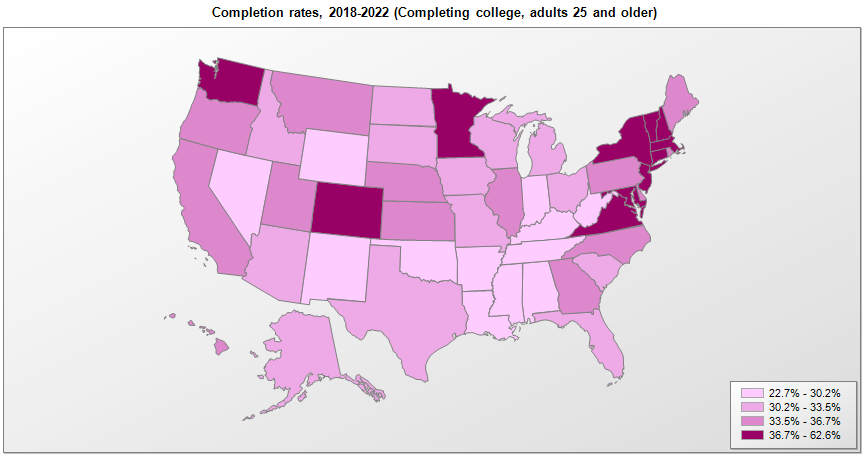 Completion rates, 2018-2022 (Completing college, adults 25 and older)
22.7% - 30.2%
30.2% - 33.5%
33.5% - 36.7%
36.7% - 62.6%